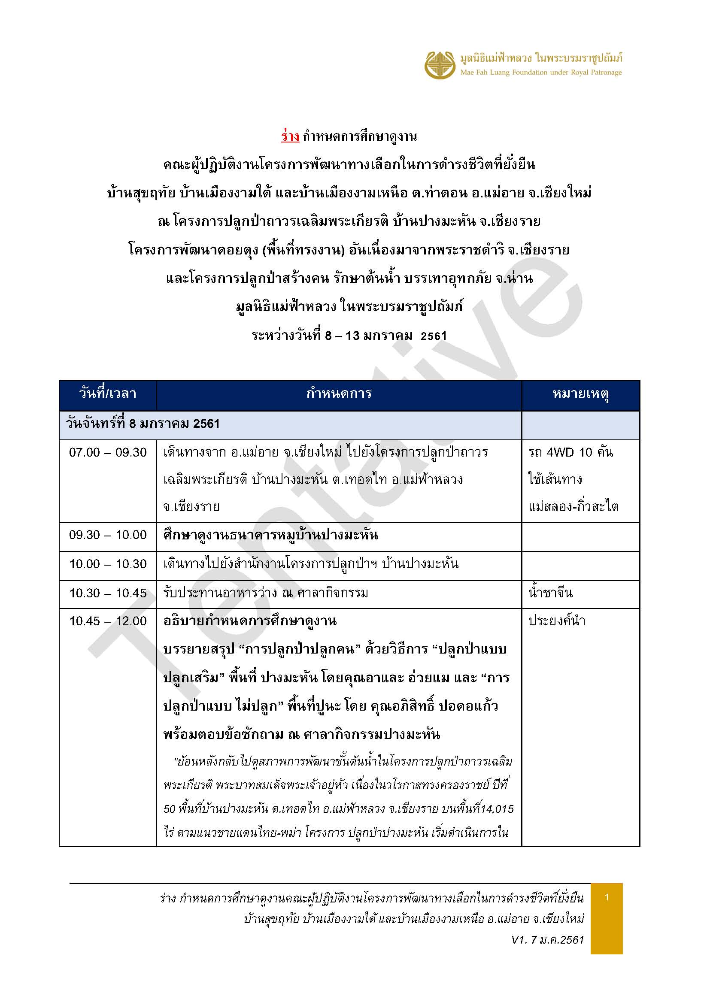 มูลนิธิแม่ฟ้าหลวง ในพระบรมราชูปถัมภ์
Mae Fah Luang Foundation under Royal Patronage
ร่าง กำหนดการศึกษาดูงาน
คณะผู้ปฏิบัติงานโครงการพัฒนาทางเลือกในการดำรงชีวิตที่ยั่งยืน
บ้านสุขฤทัย บ้านเมืองงามใต้ และบ้านเมืองงามเหนือ ต.ท่าตอน อ.แม่อาย จ.เชียงใหม่
ณ โครงการปลูกป่าถาวรเฉลิมพระเกียรติ บ้านปางมะหัน จ.เชียงราย
โครงการพัฒนาดอยตุง (พื้นที่ทรงงาน) อันเนื่องมาจากพระราชดำริ จ.เชียงราย
และโครงการปลูกป่าสร้างคน รักษาต้นน้ำ บรรเทาอุทกภัย จ.น่าน
มูลนิธิแม่ฟ้าหลวง ในพระบรมราชูปถัมภ์
ระหว่างวันที่ 8 – 13 มกราคม 2561
Tentative
วันที่/เวลา กำหนดการ หมายเหตุ
วันจันทร์ที่ 8 มกราคม 2561
07.00 – 09.30 เดินทางจาก อ.แม่อาย จ.เชียงใหม่ ไปยังโครงการปลูกป่าถาวร รถ 4WD 10 คัน
เฉลิมพระเกียรติ บ้านปางมะหัน ต.เทอดไท อ.แม่ฟ้าหลวง ใช้เส้นทาง
จ.เชียงราย แม่สลอง-กิ่วสะไต
09.30 – 10.00 ศึกษาดูงานธนาคารหมูบ้านปางมะหัน
10.00 – 10.30 เดินทางไปยังสำนักงานโครงการปลูกป่าฯ บ้านปางมะหัน
10.30 – 10.45 รับประทานอาหารว่าง ณ ศาลากิจกรรม น้ำชาจีน
10.45 – 12.00 อธิบายกำหนดการศึกษาดูงาน ประยงค์นำ
บรรยายสรุป “การปลูกป่าปลูกคน” ด้วยวิธีการ “ปลูกป่าแบบ
ปลูกเสริม” พื้นที่ ปางมะหัน โดยคุณอาและ อ่วยแม และ “การ
ปลูกป่าแบบ ไม่ปลูก” พื้นที่ปูนะ โดย คุณอภิสิทธิ์ ปอดอแก้ว
พร้อมตอบข้อซักถาม ณ ศาลากิจกรรมปางมะหัน
"ย้อนหลังกลับไปดูสภาพการพัฒนาขั้นต้นน้ำในโครงการปลูกป่าถาวรเฉลิม
พระเกียรติ พระบาทสมเด็จพระเจ้าอยู่หัว เนื่องในวโรกาสทรงครองราชย์ ปีที่
50 พื้นที่บ้านปางมะหัน ต.เทอดไท อ.แม่ฟ้าหลวง จ.เชียงราย บนพื้นที่14,015
ไร่ ตามแนวชายแดนไทย-พม่า โครงการ ปลูกป่าปางมะหัน เริ่มดำเนินการใน
ร่าง กำหนดการศึกษาดูงานคณะผู้ปฏิบัติงานโครงการพัฒนาทางเลือกในการดำรงชีวิตที่ยั่งยืน 1
บ้านสุขฤทัย บ้านเมืองงามใต้ และบ้านเมืองงามเหนือ อ.แม่อาย จ.เชียงใหม่
V1. 7 ม.ค.2561